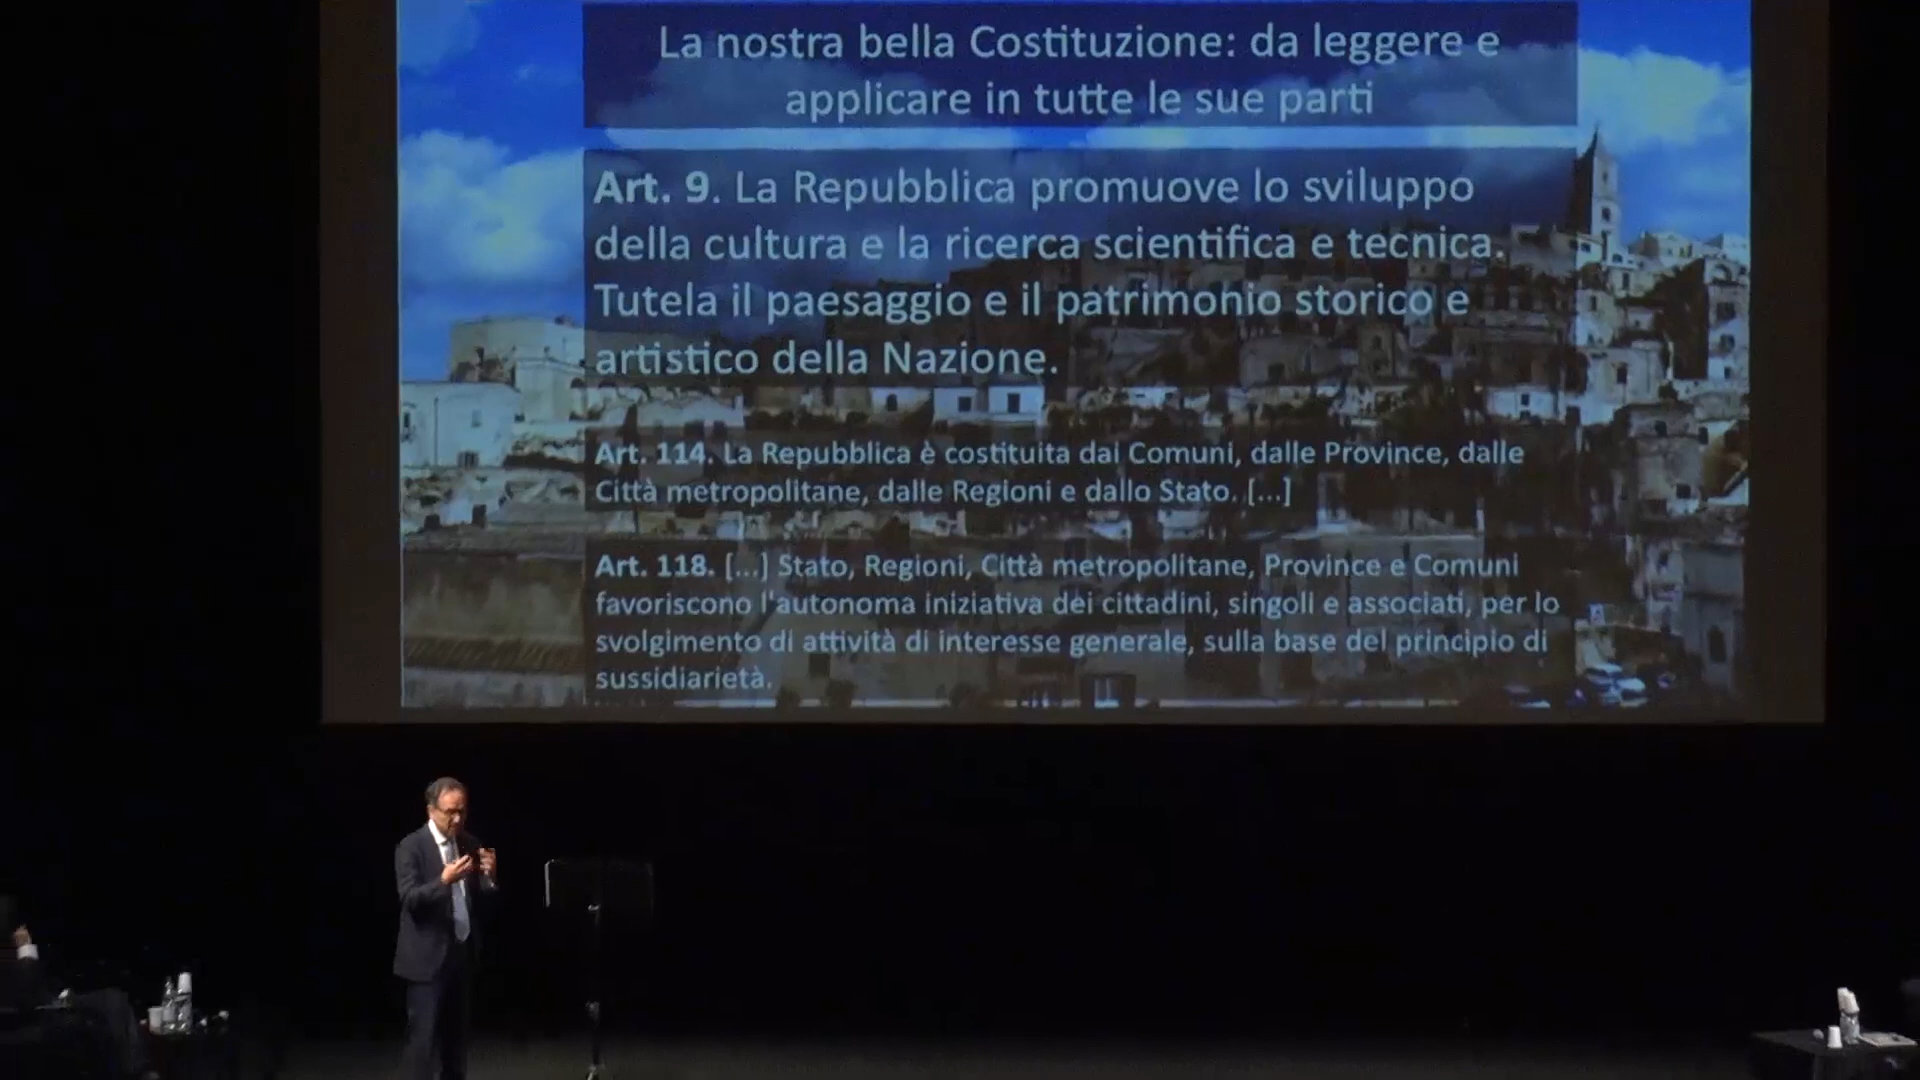 La nostra bella Costituzione: da leggere e
applicare in tutte le sue parti
Art. 9. La Repubblica promuove lo sviluppo
della cultura e la ricerca scientifica e tecnica.
Tutela il paesaggio e il patrimonio storico e
artistico della Nazione.
Art. 114. La Repubblica è costituita dai Comuni, dalle Province, dalle
Città metropolitane, dalle Regioni e dallo Stato. [...]
Art. 118. [...] Stato, Regioni, Città metropolitane, Province e Comuni
favoriscono l'autonoma iniziativa dei cittadini, singoli e associati, per lo
svolgimento di attività di interesse generale, sulla base del principio di
sussidiarietà.